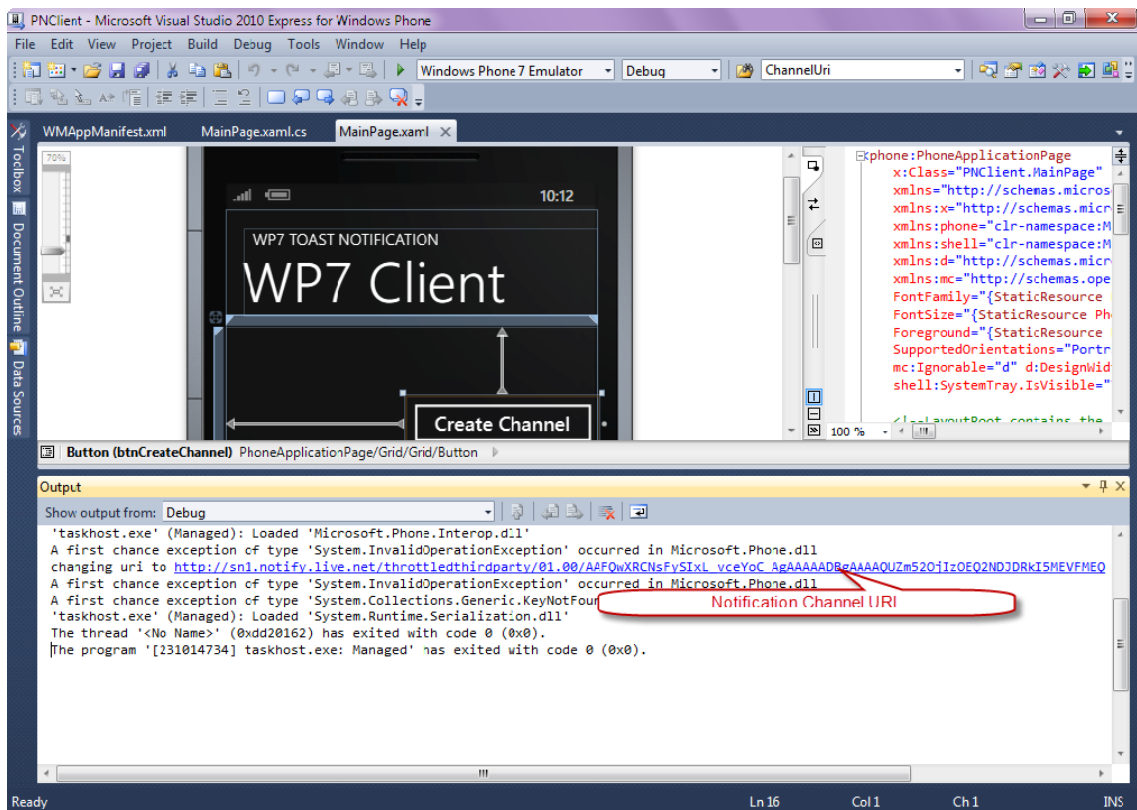 PNClient - Microsoft Visual Studio 2010 Express for Windows Phone
File Edit View Project Build Debug Tools Window Help
Windows Phone 7 Emulator Debug ChannelUri
WMAppManifest.xml MainPage.xaml.cs MainPage.xaml
Toolbox
Document Outline
Data Sources
70%
10:12
WP7 TOAST NOTIFICATION
WP7 Client
Create Channel
<phone:PhoneApplicationPage
x:Class="PNClient.MainPage"
xmlns="http://schemas.micros
xmlns:x="http://schemas.micr
xmlns:phone="clr-namespace:M
xmlns:shell="clr-namespace:M
xmlns:d="http://schemas.micr
xmlns:mc="http://schemas.ope
FontFamily="{StaticResource
FontSize="{StaticResource Ph
Foreground="{StaticResource
SupportedOrientations="Portr
mc:Ignorable="d" d:DesignWid
shell:SystemTray.IsVisible="
<!--LayoutRoot contains the
100 %
Button (btnCreateChannel) PhoneApplicationPage/Grid/Grid/Button
Output
Show output from: Debug
'taskhost.exe' (Managed): Loaded 'Microsoft.Phone.Interop.dll'
A first chance exception of type 'System.InvalidOperationException' occurred in Microsoft.Phone.dll
changing uri to http://sn1.notify.live.net/throttledthirdparty/01.00/AAFQwXRCNsFySIxL_vceYoC_AgAAAAADBgAAAAQUZm52OjIzOEQ2NDJDRkI5MEVFMEQ
A first chance exception of type 'System.InvalidOperationException' occurred in Microsoft.Phone.dll
A first chance exception of type 'System.Collections.Generic.KeyNotFour
Notification Channel URI
'taskhost.exe' (Managed): Loaded 'System.Runtime.Serialization.dll'
The thread '<No Name>' (0xdd20162) has exited with code 0 (0x0).
The program '[231014734] taskhost.exe: Managed' has exited with code 0 (0x0).
Ready Ln 16 Col 1 Ch 1 INS